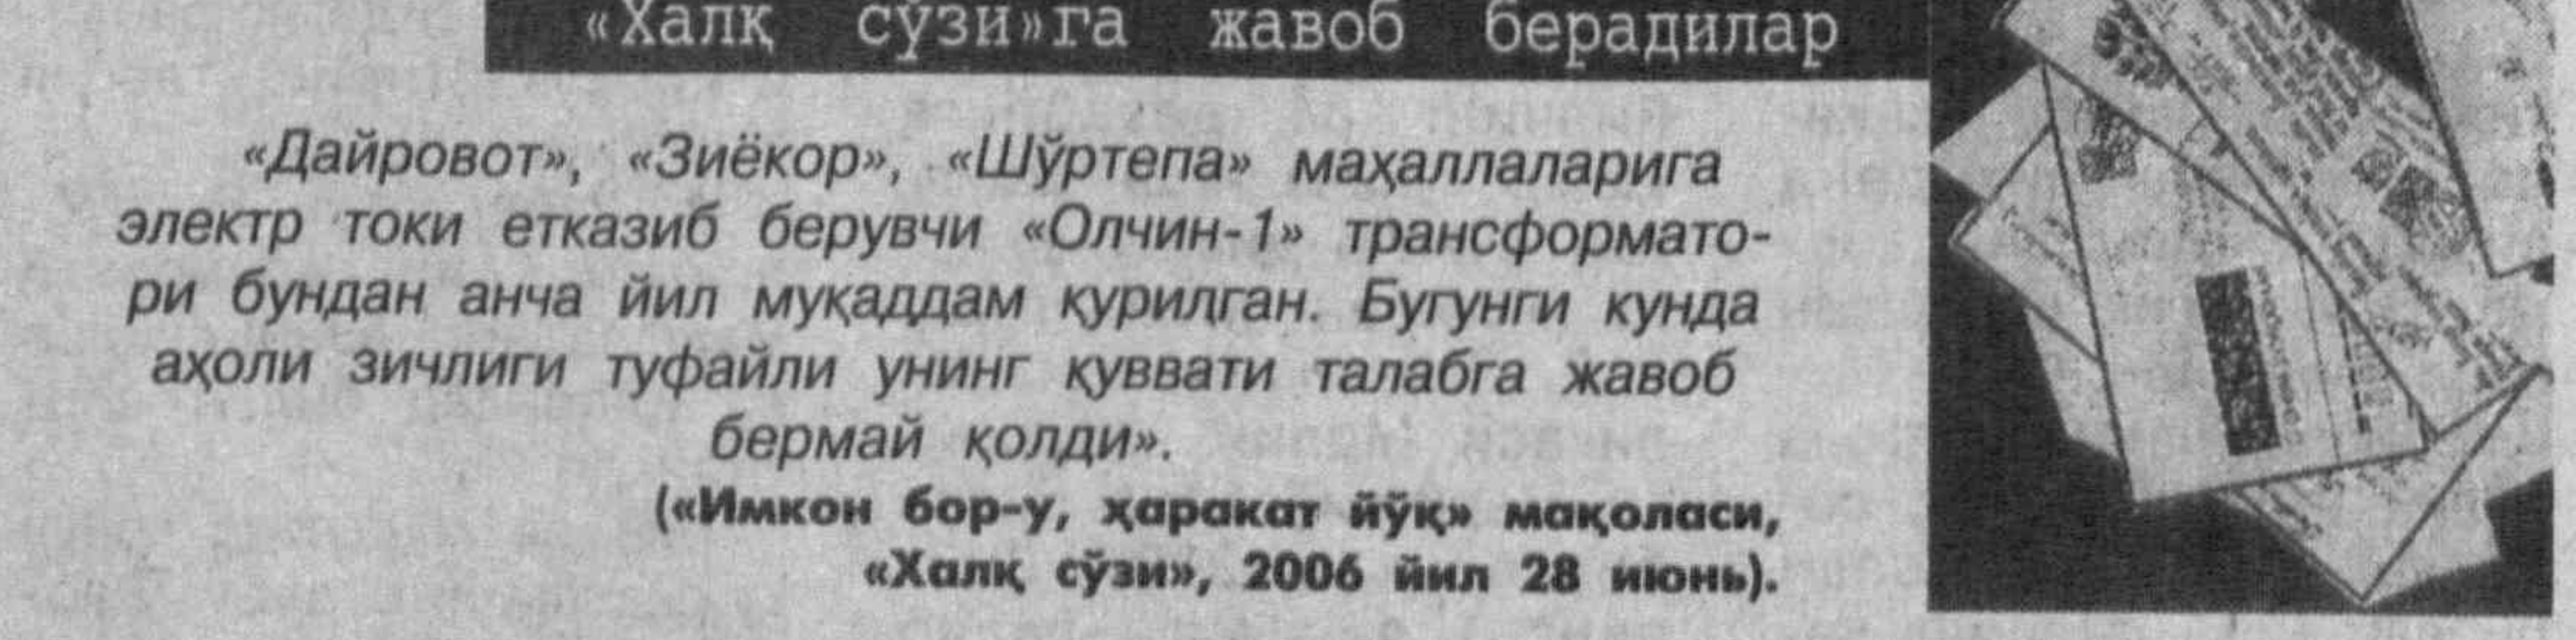 «Халқ сўзи»га жавоб берадилар
«Дайровот», «Зиёкор», «Шўртепа» маҳаллаларига
электр токи етказиб берувчи «Олчин-1» трансформато-
ри бундан анча йил муқаддам қурилган. Бугунги кунда
аҳоли зичлиги туфайли унинг қуввати талабга жавоб
бермай қолди».
(«Имкон бор-у, ҳаракат йўқ» мақоласи,
«Халқ сўзи», 2006 йил 28 июнь).